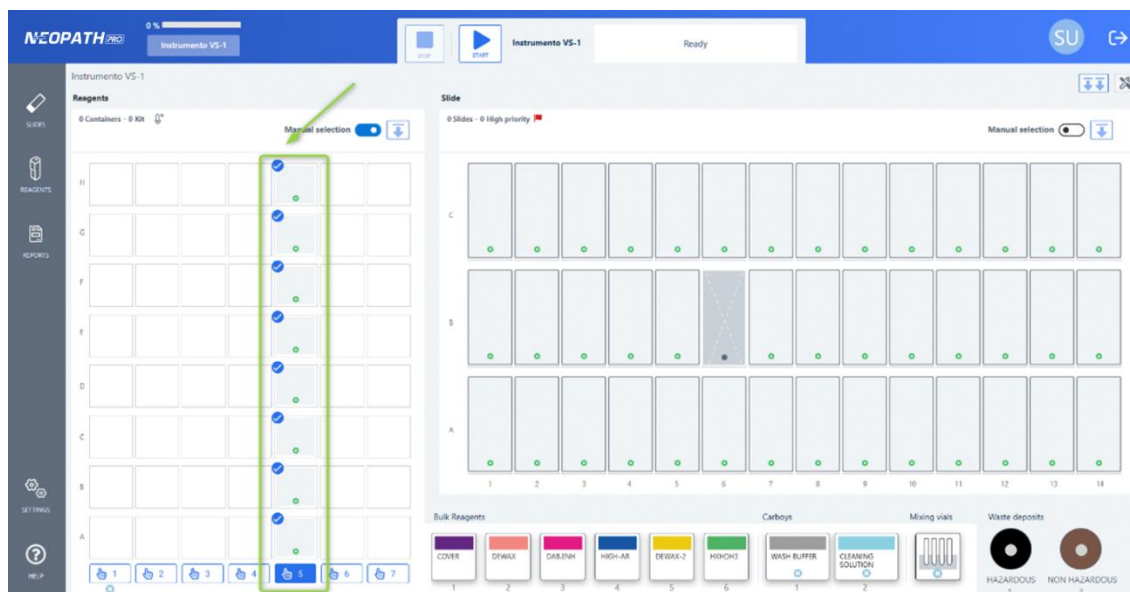 NEOPATH PRO
0 %
Instrumento VS-1
STOP
START
Instrumento VS-1
Ready
SU
Instrumento VS-1
SLIDES
REAGENTS
REPORTS
SETTINGS
HELP
Reagents
0 Containers - 0 Kit
Manual selection
H
G
F
E
D
C
B
A
1 2 3 4 5 6 7
Slide
0 Slides - 0 High priority
Manual selection
C
B
A
1 2 3 4 5 6 7 8 9 10 11 12 13 14
Bulk Reagents
COVER DEWAX DAB.ENH HIGH-AR DEWAX-2
1 2 3 4 5 6
Carboys
WASH BUFFER
CLEANING
SOLUTION
1 2
Mixing vials
Waste deposits
HAZARDOUS NON HAZARDOUS